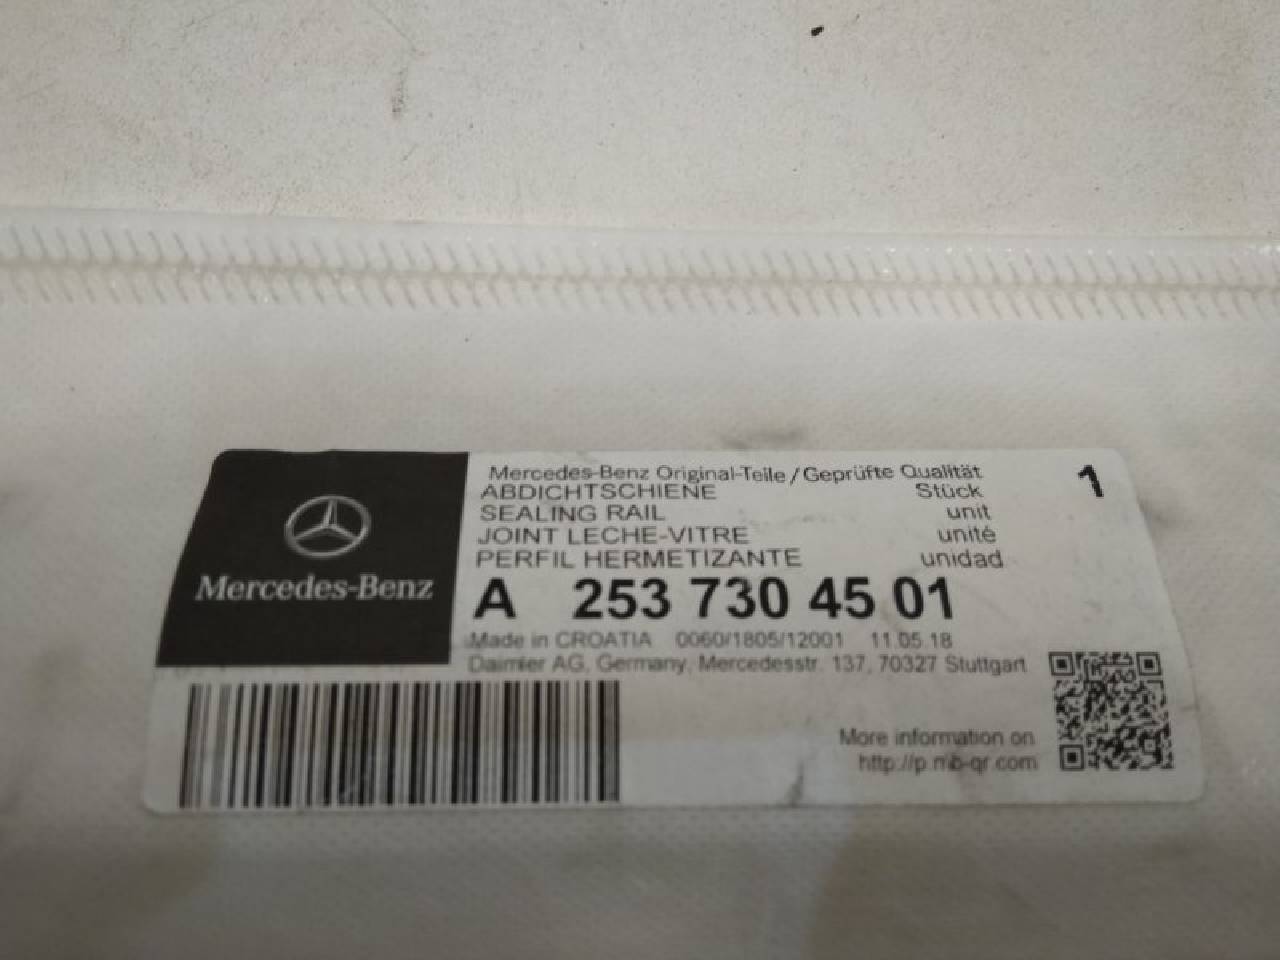 Mercedes-Benz
Mercedes-Benz Original-Teile / Geprüfte Qualität 1
ABDICHTSCHIENE Stück
SEALING RAIL unit
JOINT LECHE-VITRE unité
PERFIL HERMETIZANTE unidad
A 253 730 45 01
Made in CROATIA 0060/1805/12001 11.05.18
Daimler AG, Germany, Mercedesstr. 137, 70327 Stuttgart
More information on
http://p.mb-qr.com